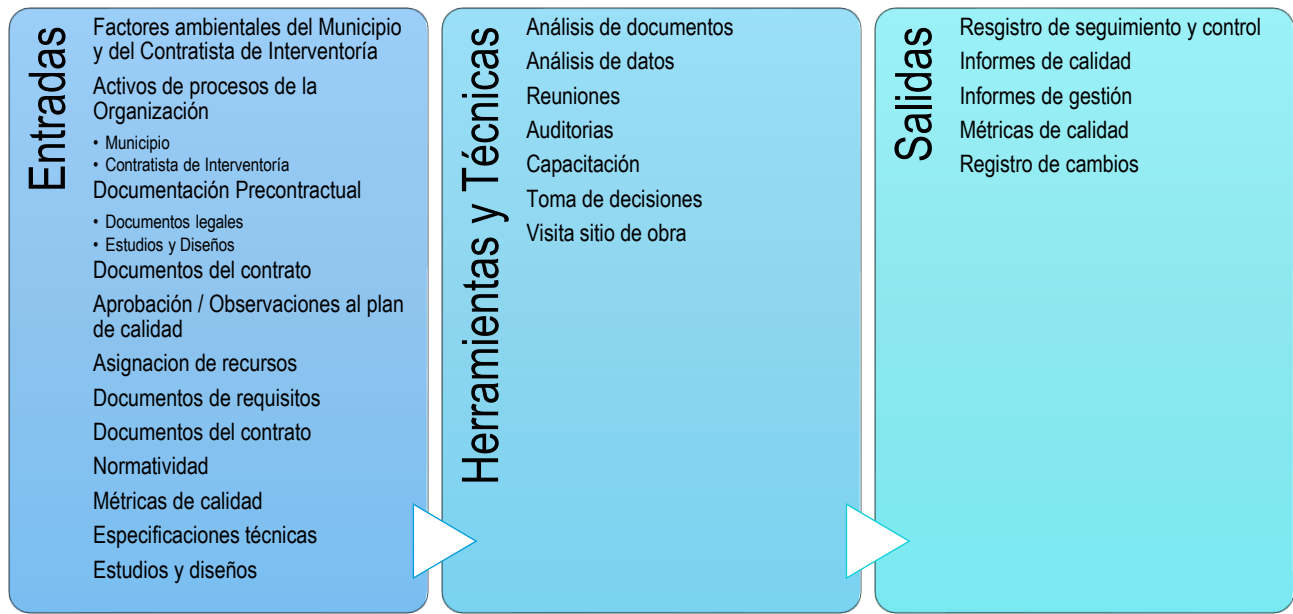 Entradas
Factores ambientales del Municipio
y del Contratista de Interventoría
Activos de procesos de la
Organización
• Municipio
• Contratista de Interventoría
Documentación Precontractual
• Documentos legales
• Estudios y Diseños
Documentos del contrato
Aprobación / Observaciones al plan
de calidad
Asignacion de recursos
Documentos de requisitos
Documentos del contrato
Normatividad
Métricas de calidad
Especificaciones técnicas
Estudios y diseños
Herramientas y Técnicas
Análisis de documentos
Análisis de datos
Reuniones
Auditorias
Capacitación
Toma de decisiones
Visita sitio de obra
Salidas
Resgistro de seguimiento y control
Informes de calidad
Informes de gestión
Métricas de calidad
Registro de cambios